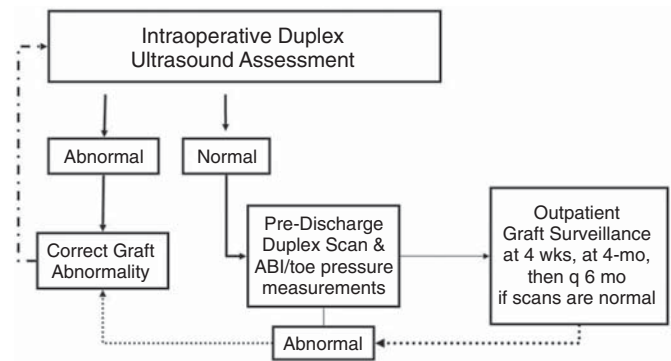 Intraoperative Duplex
Ultrasound Assessment
Abnormal
Normal
Correct Graft
Abnormality
Pre-Discharge
Duplex Scan &
ABI/toe pressure
measurements
Outpatient
Graft Surveillance
at 4 wks, at 4-mo,
then q 6 mo
if scans are normal
Abnormal